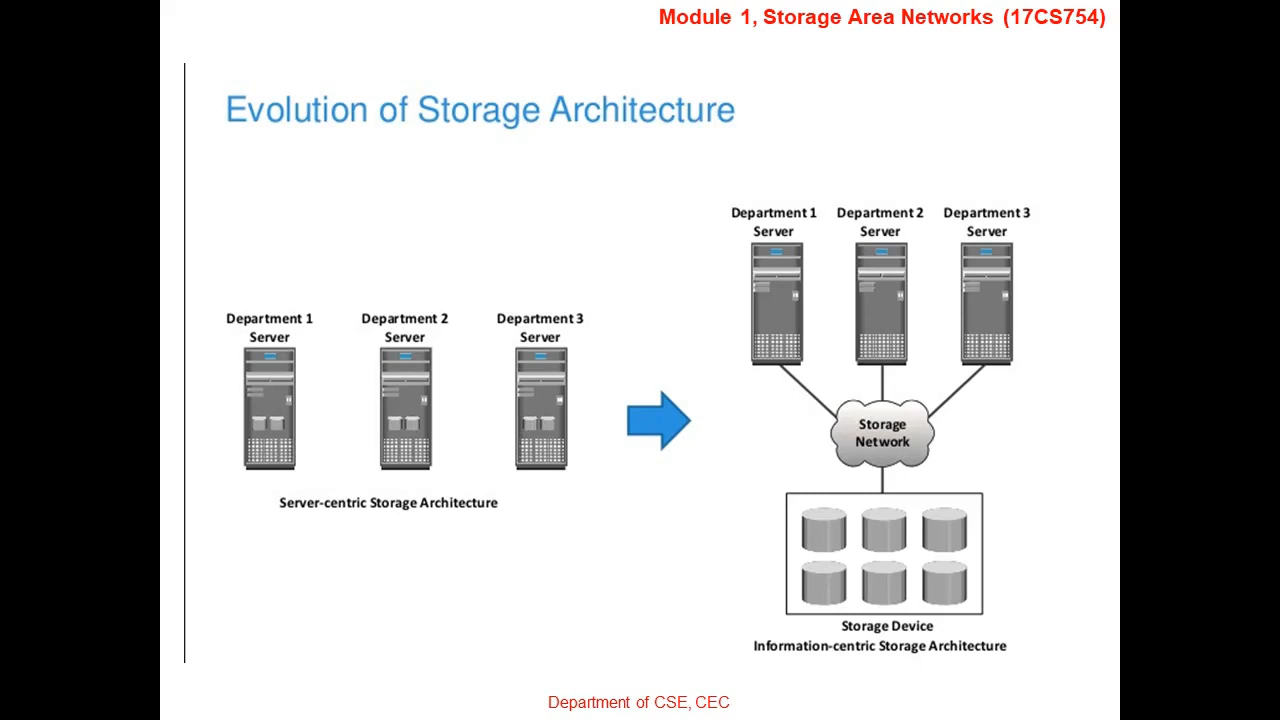 Module 1, Storage Area Networks (17CS754)
Evolution of Storage Architecture
Department 1
Server
Department 2
Server
Department 3
Server
Server-centric Storage Architecture
Department 1
Server
Department 2
Server
Department 3
Server
Storage
Network
Storage Device
Information-centric Storage Architecture
Department of CSE, CEC